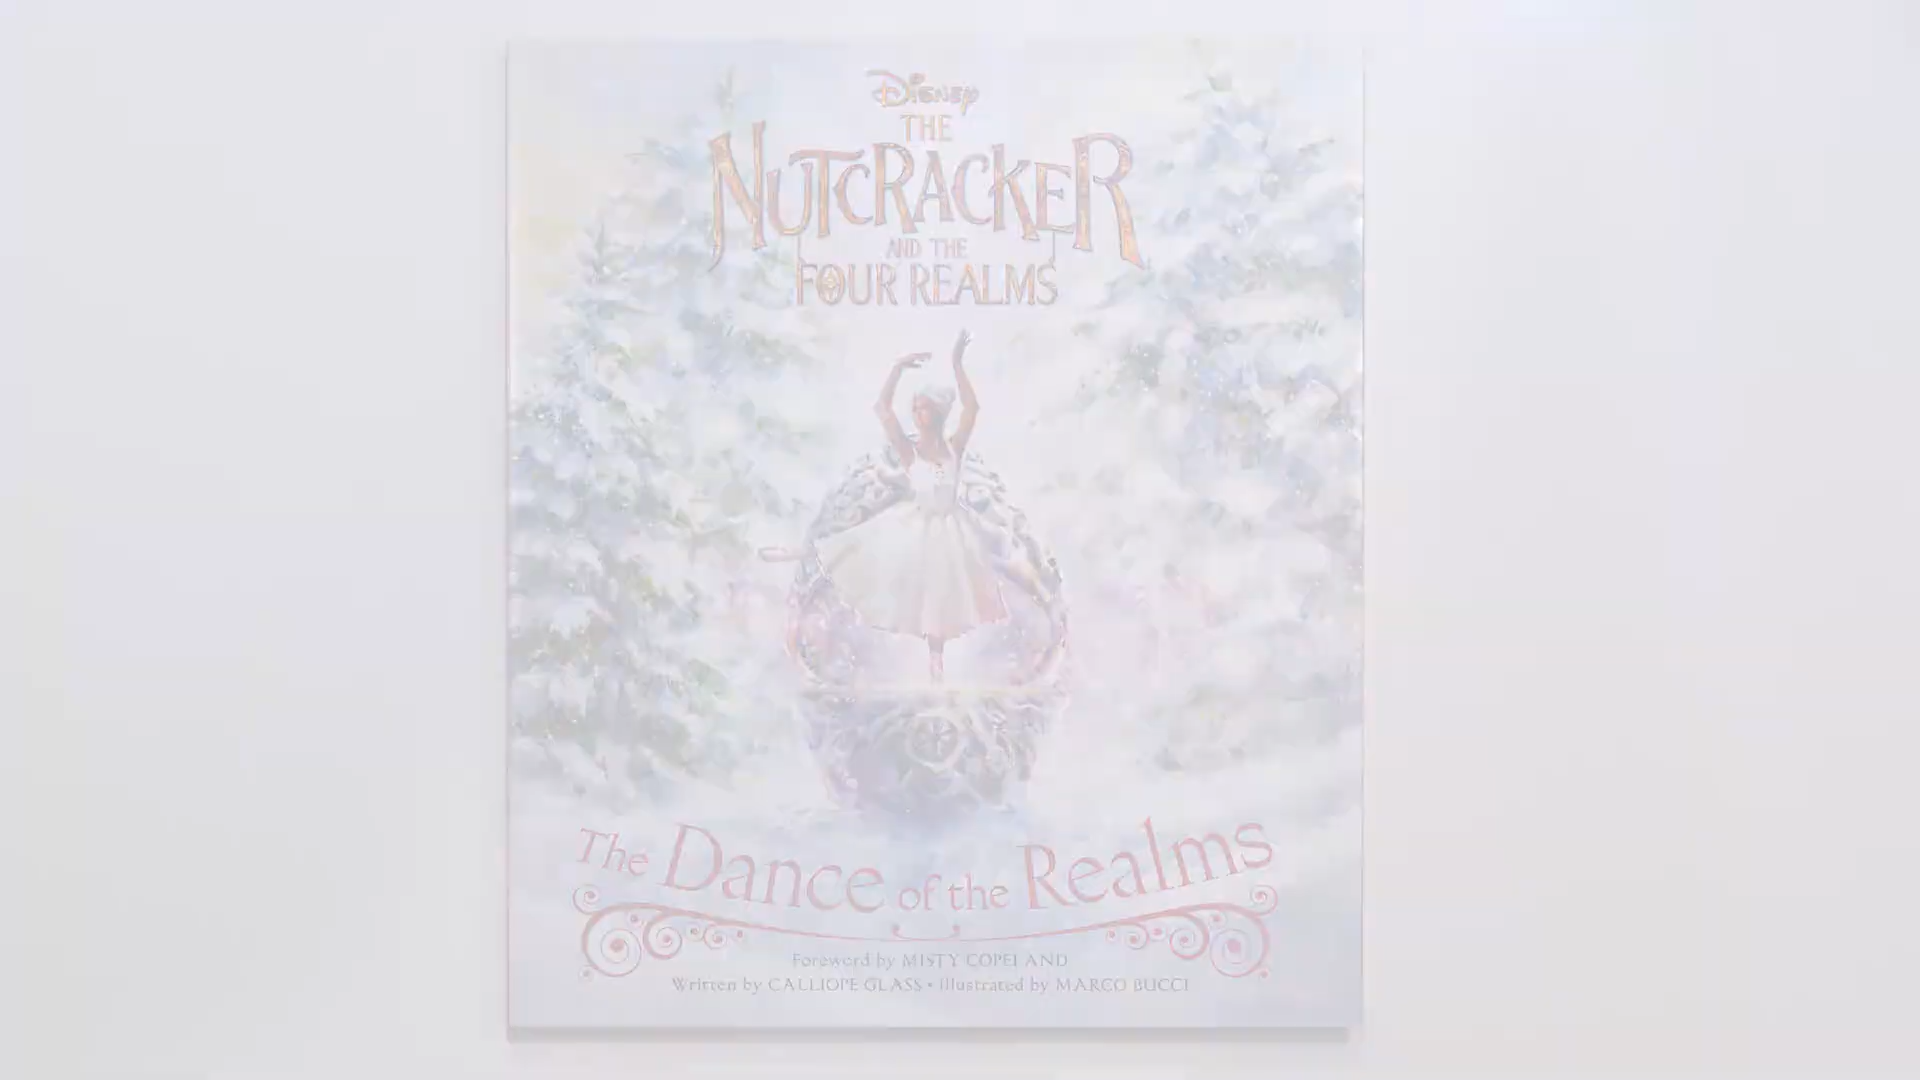 Disney
THE
NUTCRACKER
AND THE
FOUR REALMS
The Dance of the Realms
Foreword by MISTY COPELAND
Written by CALLIOPE GLASS • Illustrated by MARCO BUCCI